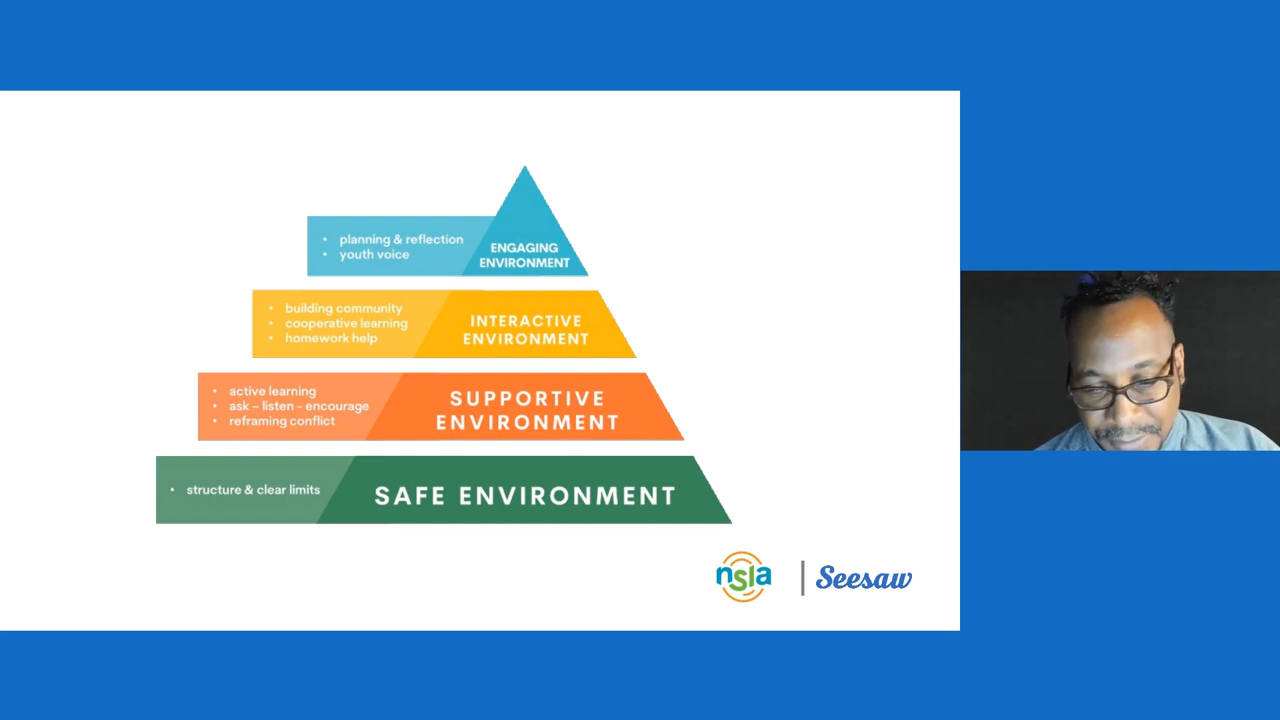 • planning & reflection
• youth voice
ENGAGING
ENVIRONMENT
• building community
• cooperative learning
• homework help
INTERACTIVE
ENVIRONMENT
• active learning
• ask – listen - encourage
• reframing conflict
SUPPORTIVE
ENVIRONMENT
• structure & clear limits
SAFE ENVIRONMENT
nsla | Seesaw